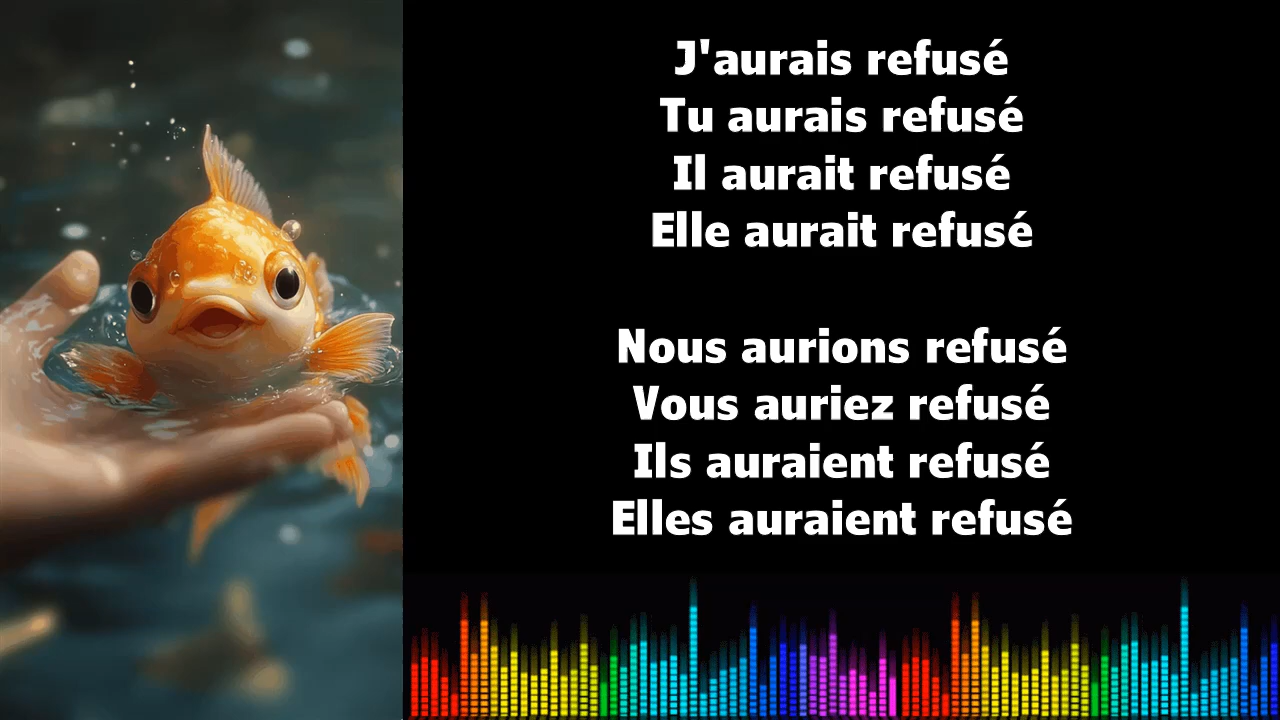 J'aurais refusé
Tu aurais refusé
Il aurait refusé
Elle aurait refusé
Nous aurions refusé
Vous auriez refusé
Ils auraient refusé
Elles auraient refusé